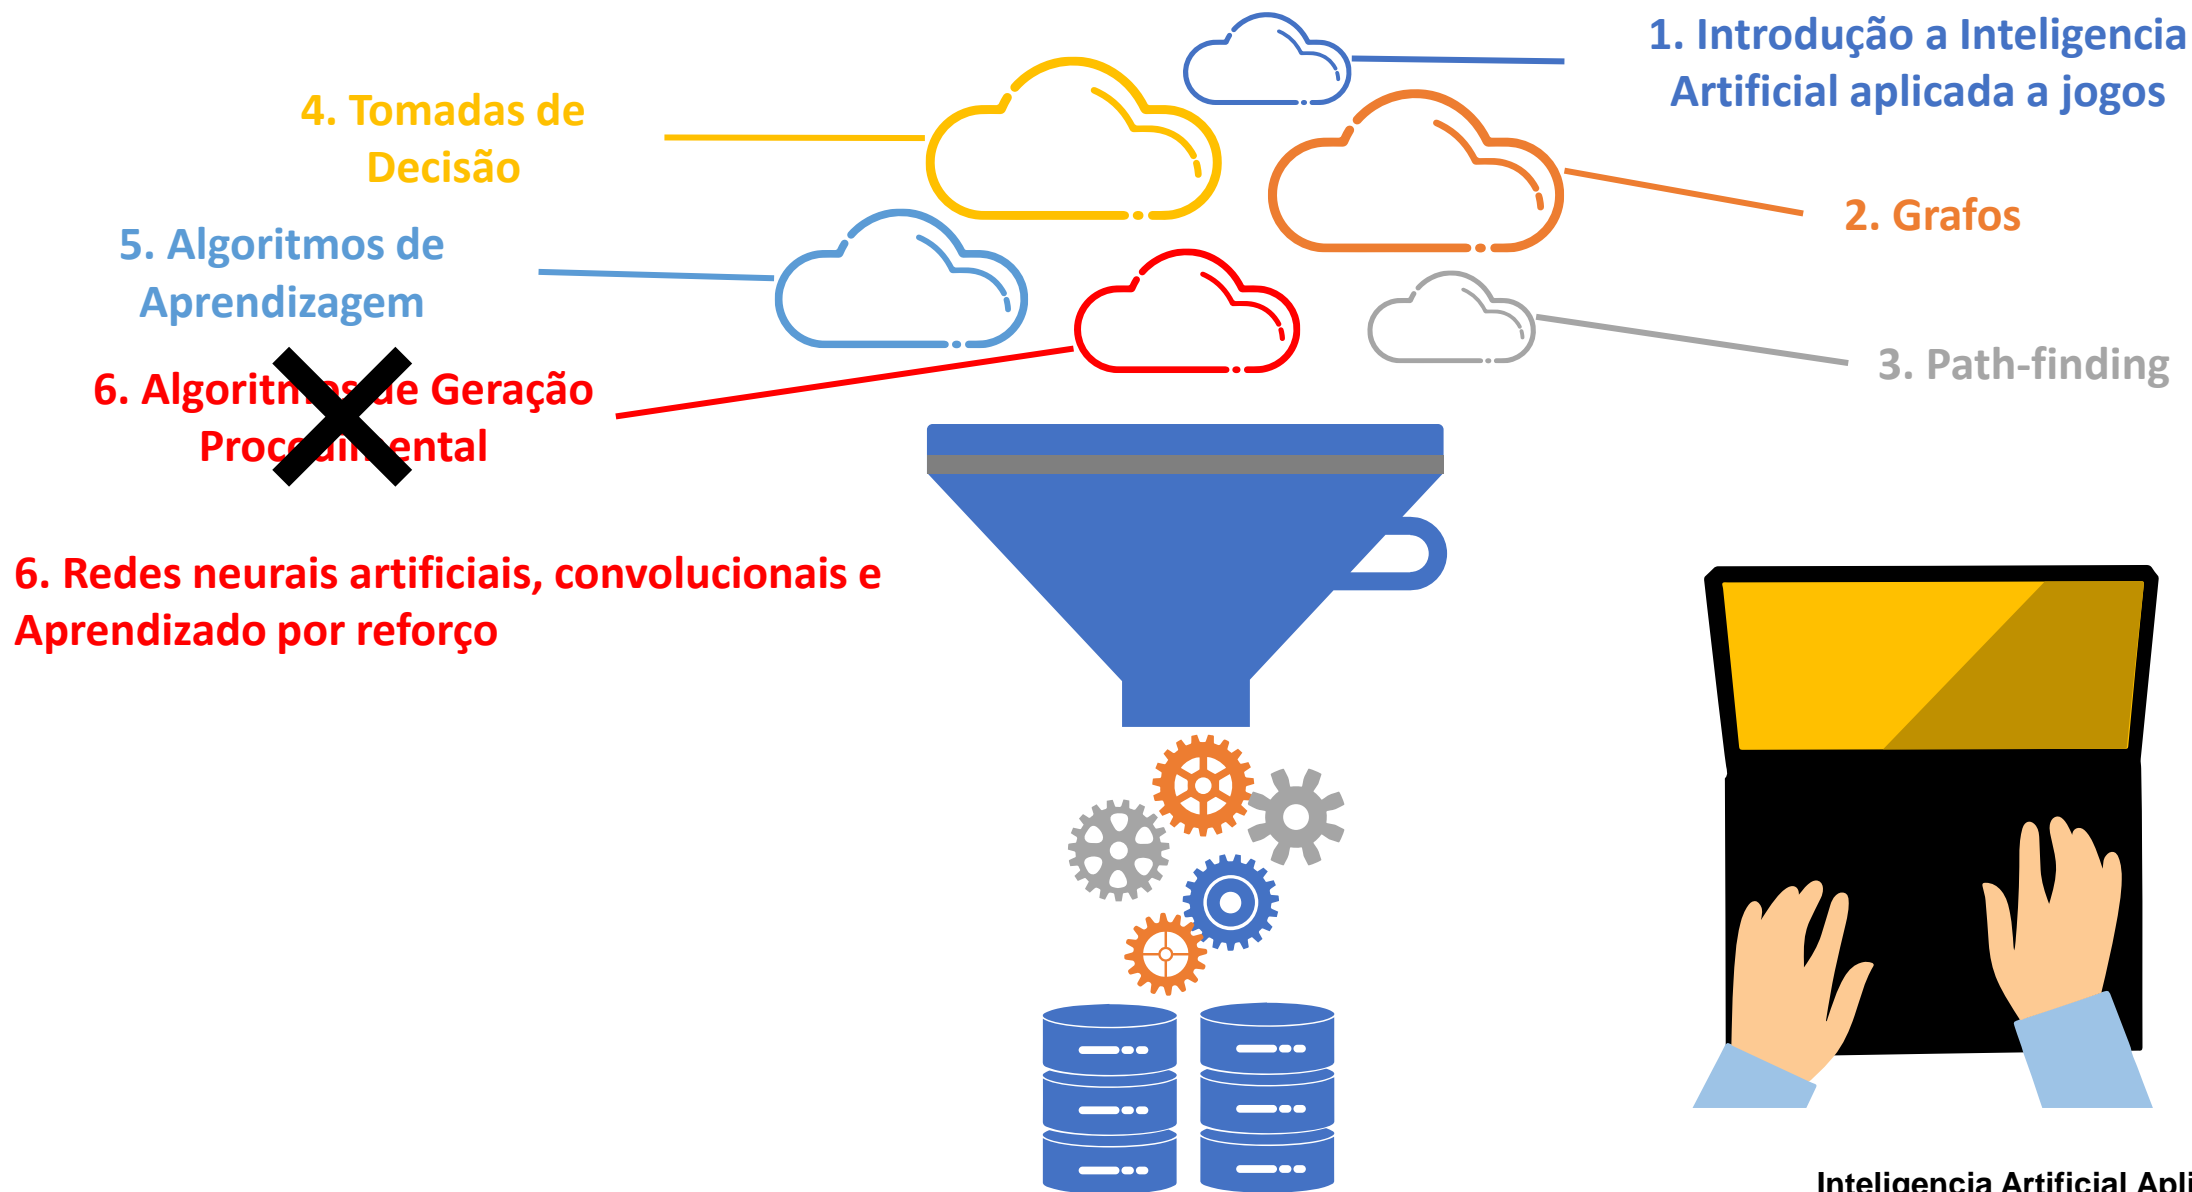 1. Introdução a Inteligencia
Artificial aplicada a jogos
2. Grafos
3. Path-finding
4. Tomadas de
Decisão
5. Algoritmos de
Aprendizagem
6. Algoritmos de Geração
Procedimental
6. Redes neurais artificiais, convolucionais e
Aprendizado por reforço
Inteligencia Artificial Apli